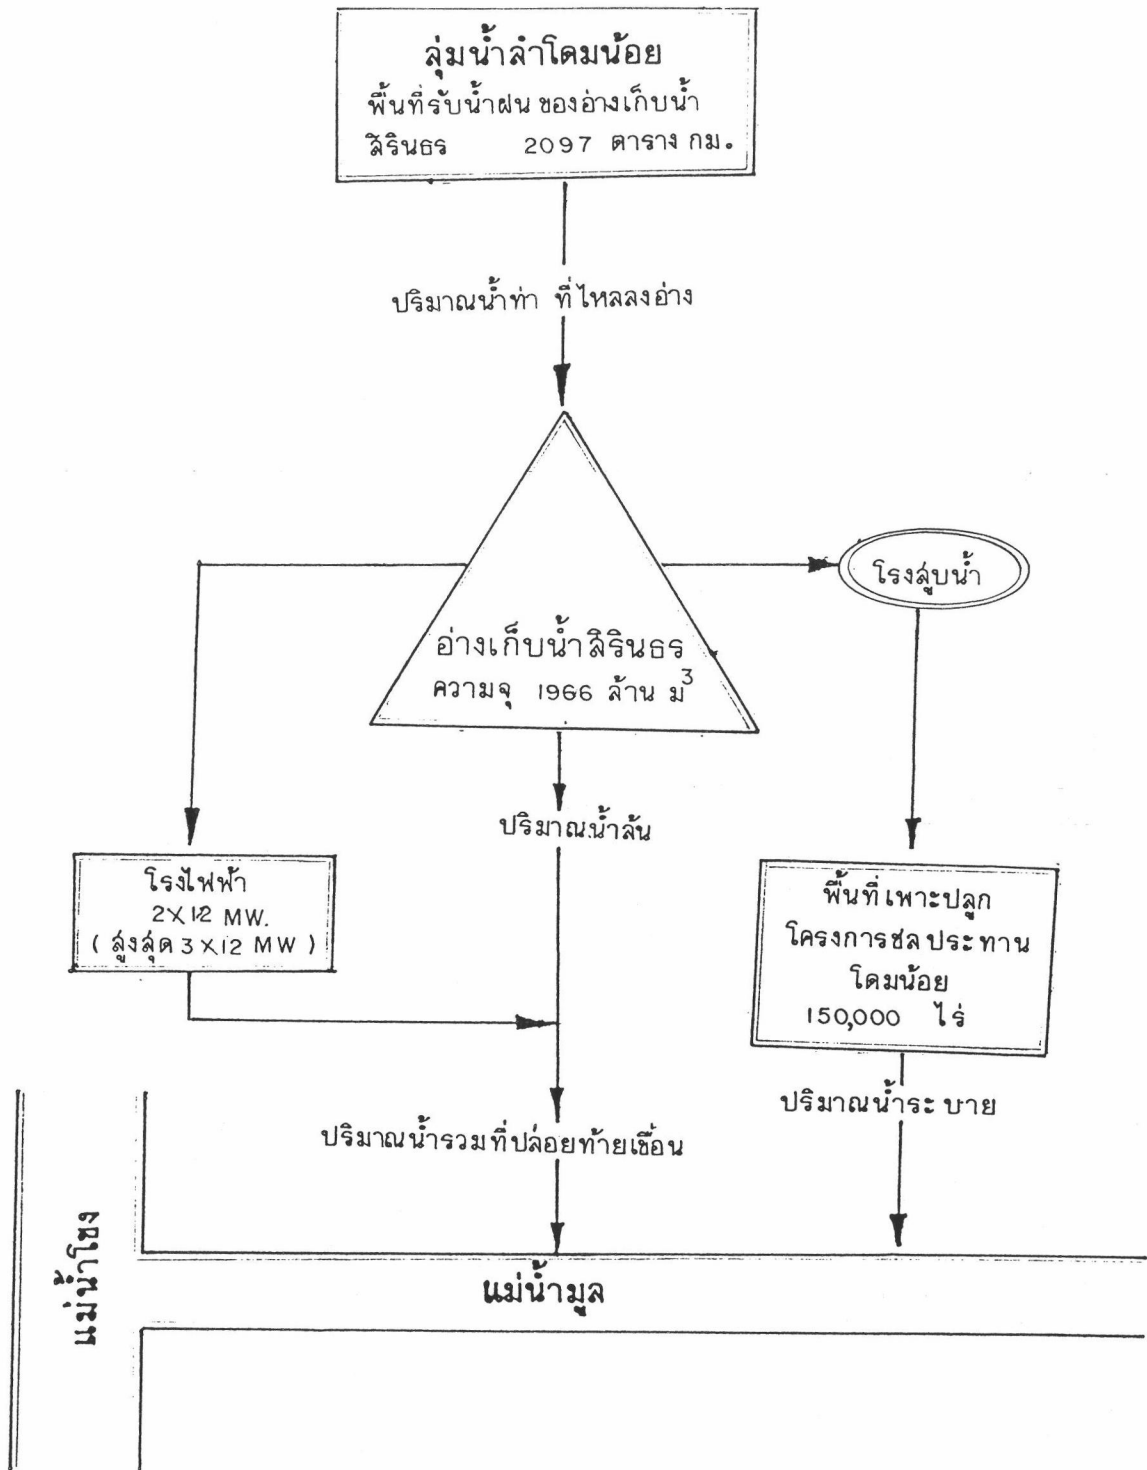 ลุ่มน้ำลำโดมน้อย
พื้นที่รับน้ำฝน ของอ่างเก็บน้ำ
สิรินธร 2097 ตาราง กม.
ปริมาณน้ำท่า ที่ไหลลงอ่าง
โรงสูบน้ำ
อ่างเก็บน้ำสิรินธร
ความจุ 1966 ล้าน ม³
ปริมาณน้ำล้น
โรงไฟฟ้า
2X12 MW.
( สูงสุด 3X12 MW )
พื้นที่เพาะปลูก
โครงการชลประทาน
โดมน้อย
150,000 ไร่
ปริมาณน้ำระบาย
ปริมาณน้ำรวมที่ปล่อยท้ายเขื่อน
แม่น้ำโขง
แม่น้ำมูล